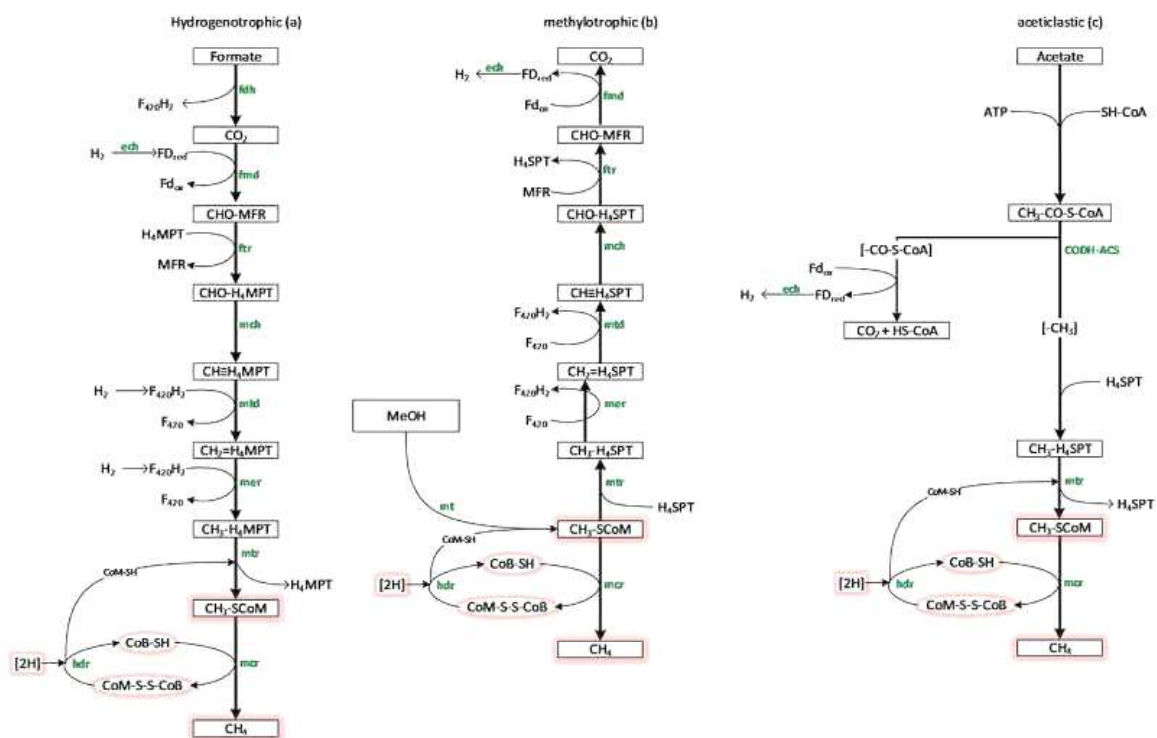 Hydrogenotrophic (a)
Formate
fdh
F₄₂₀H₂
CO₂
H₂ ech FD_red
fmd
Fd_ox
CHO-MFR
H₄MPT
ftr
MFR
CHO-H₄MPT
mch
CH≡H₄MPT
H₂ F₄₂₀H₂
mtd
F₄₂₀
CH₂=H₄MPT
H₂ F₄₂₀H₂
mer
F₄₂₀
CH₃-H₄MPT
mtr
CoM-SH
H₄MPT
CH₃-SCoM
CoB-SH
[2H] hdr mcr
CoM-S-S-CoB
CH₄
methylotrophic (b)
CO₂
H₂ ech FD_red
fmd
Fd_ox
CHO-MFR
H₄SPT
ftr
MFR
CHO-H₄SPT
mch
CH≡H₄SPT
F₄₂₀H₂
mtd
F₄₂₀
CH₂=H₄SPT
F₄₂₀H₂
mer
F₄₂₀
MeOH
CH₃-H₄SPT
mtr
H₄SPT
mt
CH₃-SCoM
CoM-SH
CoB-SH
[2H] hdr mcr
CoM-S-S-CoB
CH₄
aceticlastic (c)
Acetate
ATP SH-CoA
CH₃-CO-S-CoA
CODH-ACS
[-CO-S-CoA]
Fd_ox
H₂ ech FD_red
CO₂ + HS-CoA
[-CH₃]
H₄SPT
CH₃-H₄SPT
mtr
CoM-SH
H₄SPT
CH₃-SCoM
CoB-SH
[2H] hdr mcr
CoM-S-S-CoB
CH₄